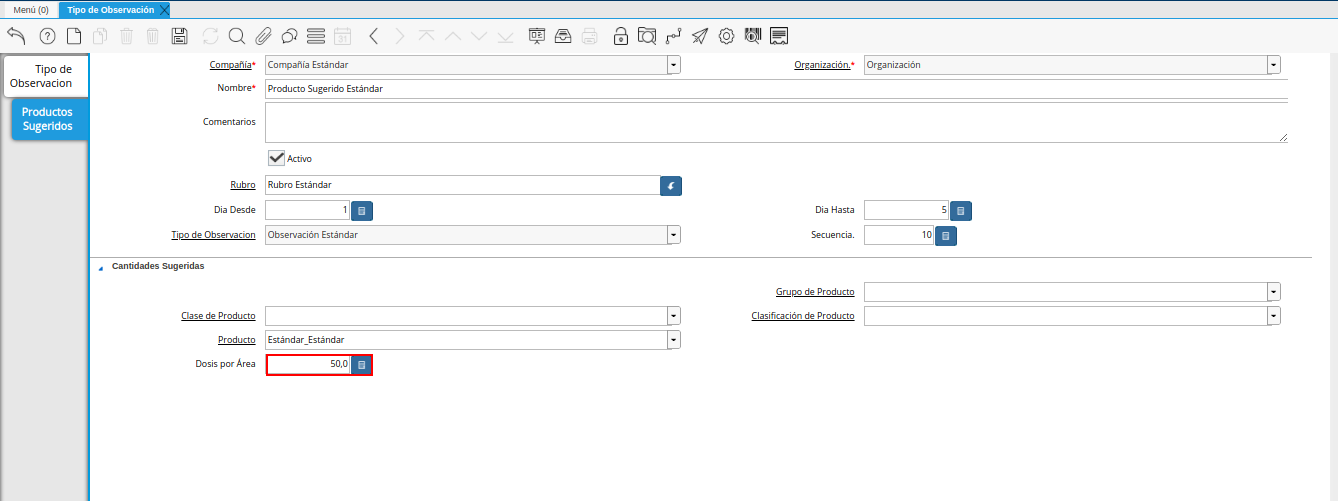 Menú (0) Tipo de Observación
31
Tipo de
Observacion
Productos
Sugeridos
Compañía* Compañía Estándar Organización.* Organización
Nombre* Producto Sugerido Estándar
Comentarios
Activo
Rubro Rubro Estándar
Dia Desde 1 Dia Hasta 5
Tipo de Observacion Observación Estándar Secuencia. 10
Cantidades Sugeridas
Grupo de Producto
Clase de Producto Clasificación de Producto
Producto Estándar_Estándar
Dosis por Área 50,0